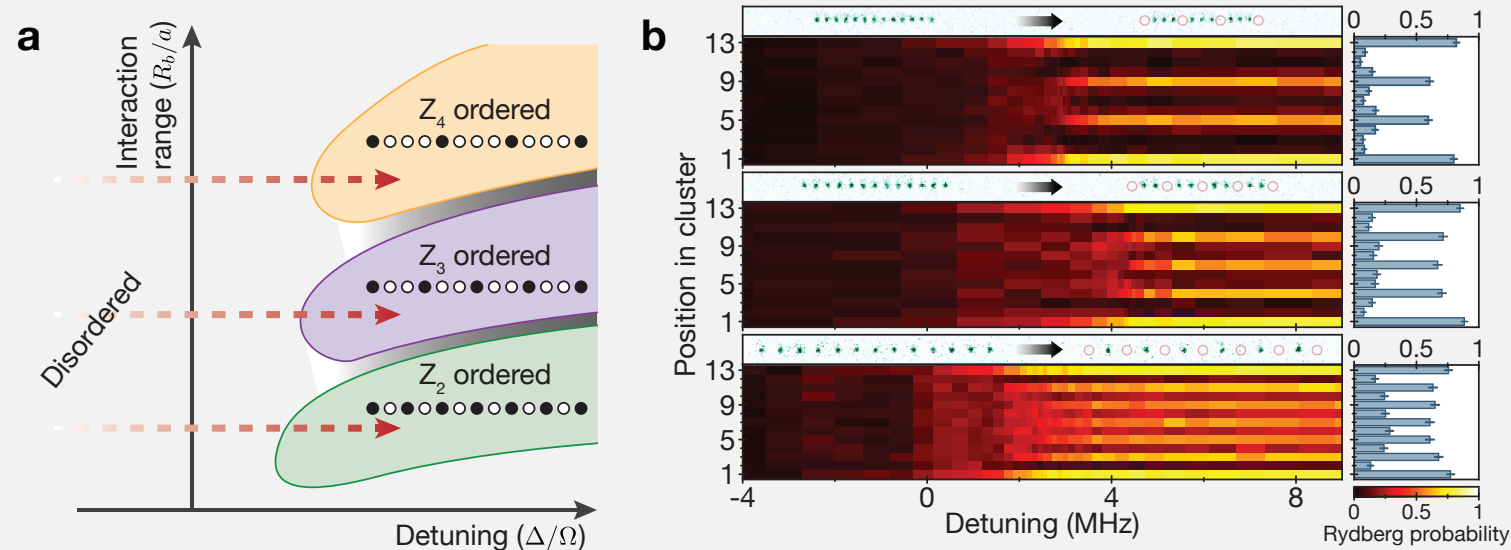 a
Interaction
range (R_b/a)
Z_4 ordered
Z_3 ordered
Z_2 ordered
Disordered
Detuning (Δ/Ω)
b
Position in cluster
13
9
5
1
0 0.5 1
13
9
5
1
0 0.5 1
13
9
5
1
0 0.5 1
-4 0 4 8
Detuning (MHz)
0 0.5 1
Rydberg probability